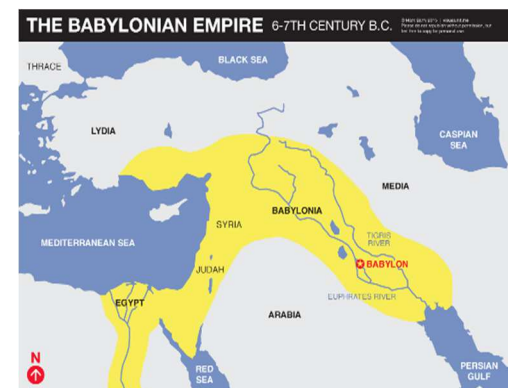 THE BABYLONIAN EMPIRE 6-7TH CENTURY B.C.
THRACE
BLACK SEA
LYDIA
CASPIAN
SEA
MEDIA
BABYLONIA
SYRIA
TIGRIS
RIVER
MEDITERRANEAN SEA
BABYLON
JUDAH
EUPHRATES RIVER
EGYPT
ARABIA
N
RED
SEA
PERSIAN
GULF